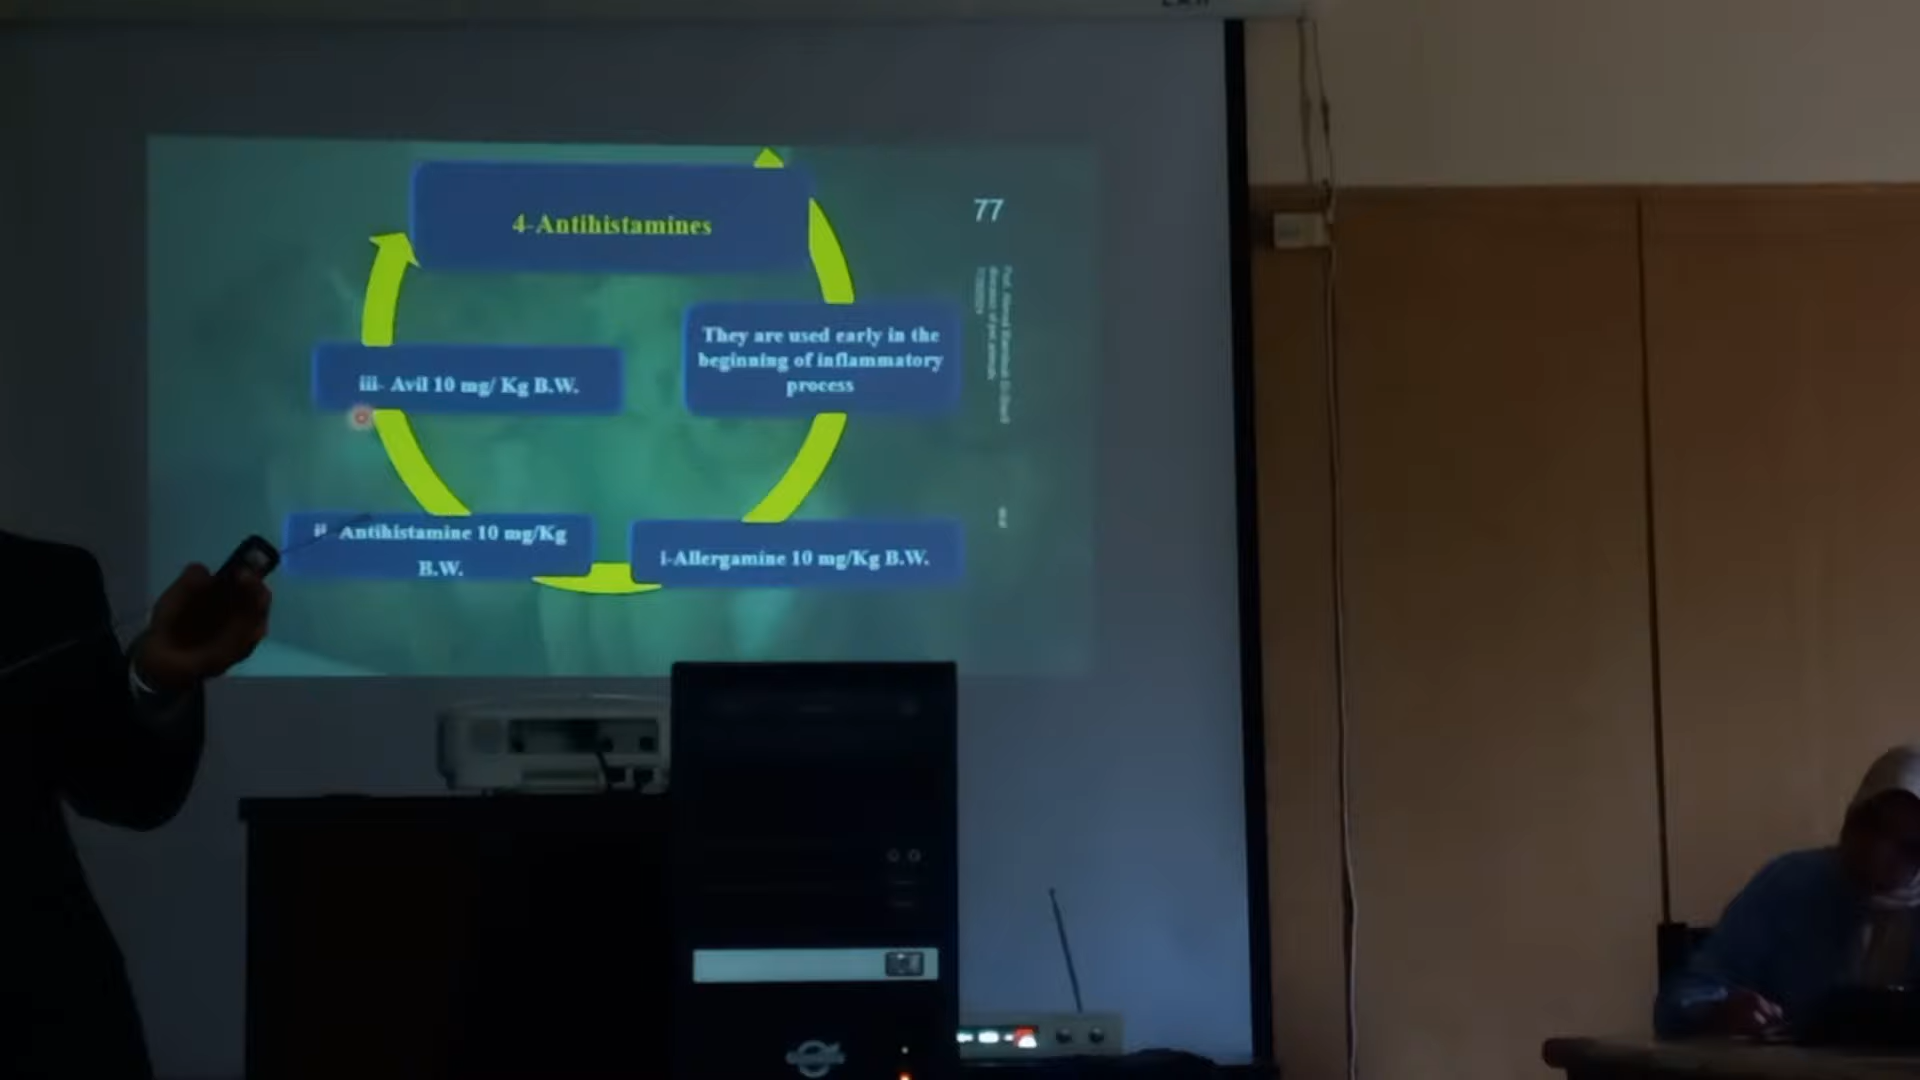 4-Antihistamines
77
They are used early in the
beginning of inflammatory
process
iii- Avil 10 mg/ Kg B.W.
ii- Antihistamine 10 mg/Kg
B.W.
i-Allergamine 10 mg/Kg B.W.